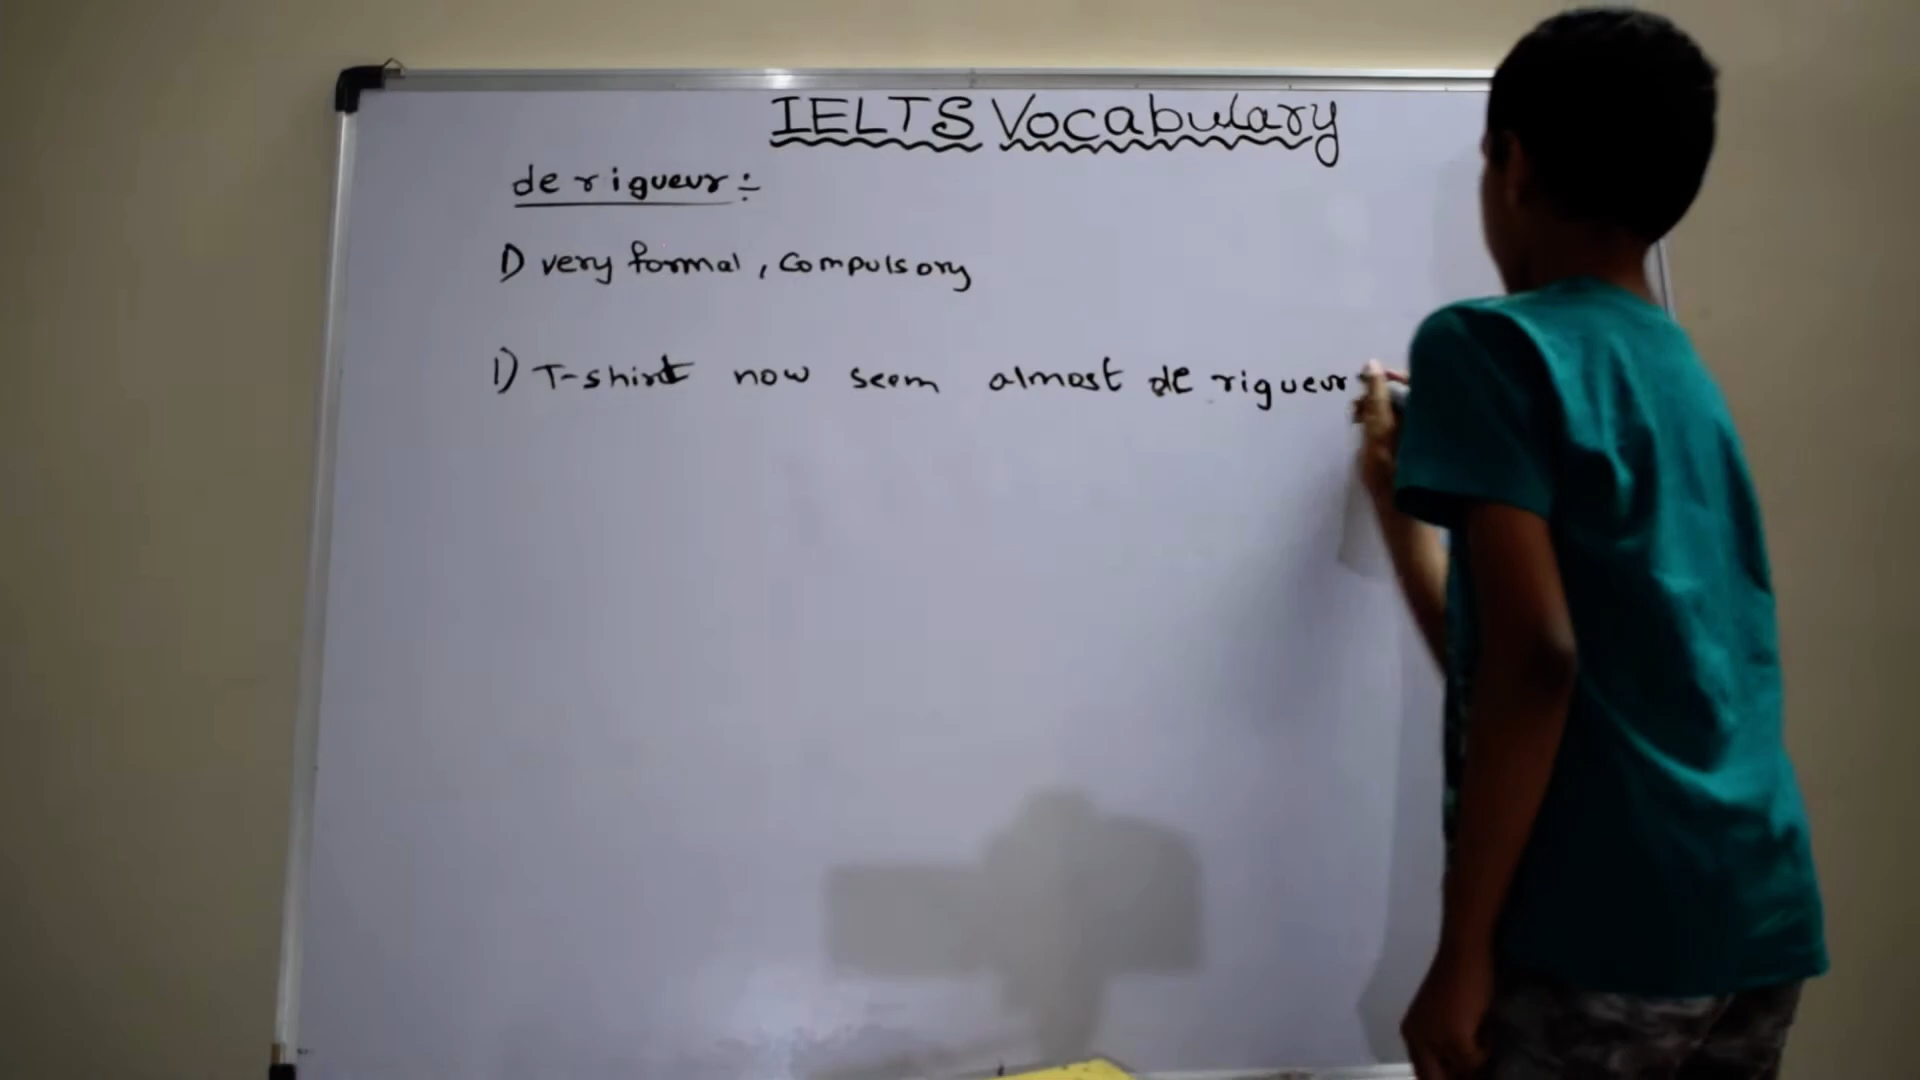 IELTS Vocabulary
de rigueur :-
1) very formal, compulsory
1) T-shirt now seem almost de rigueur